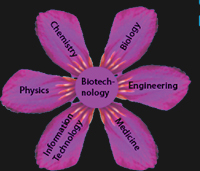 Chemistry
Biology
Physics
Biotech-
nology
Engineering
Information
Technology
Medicine